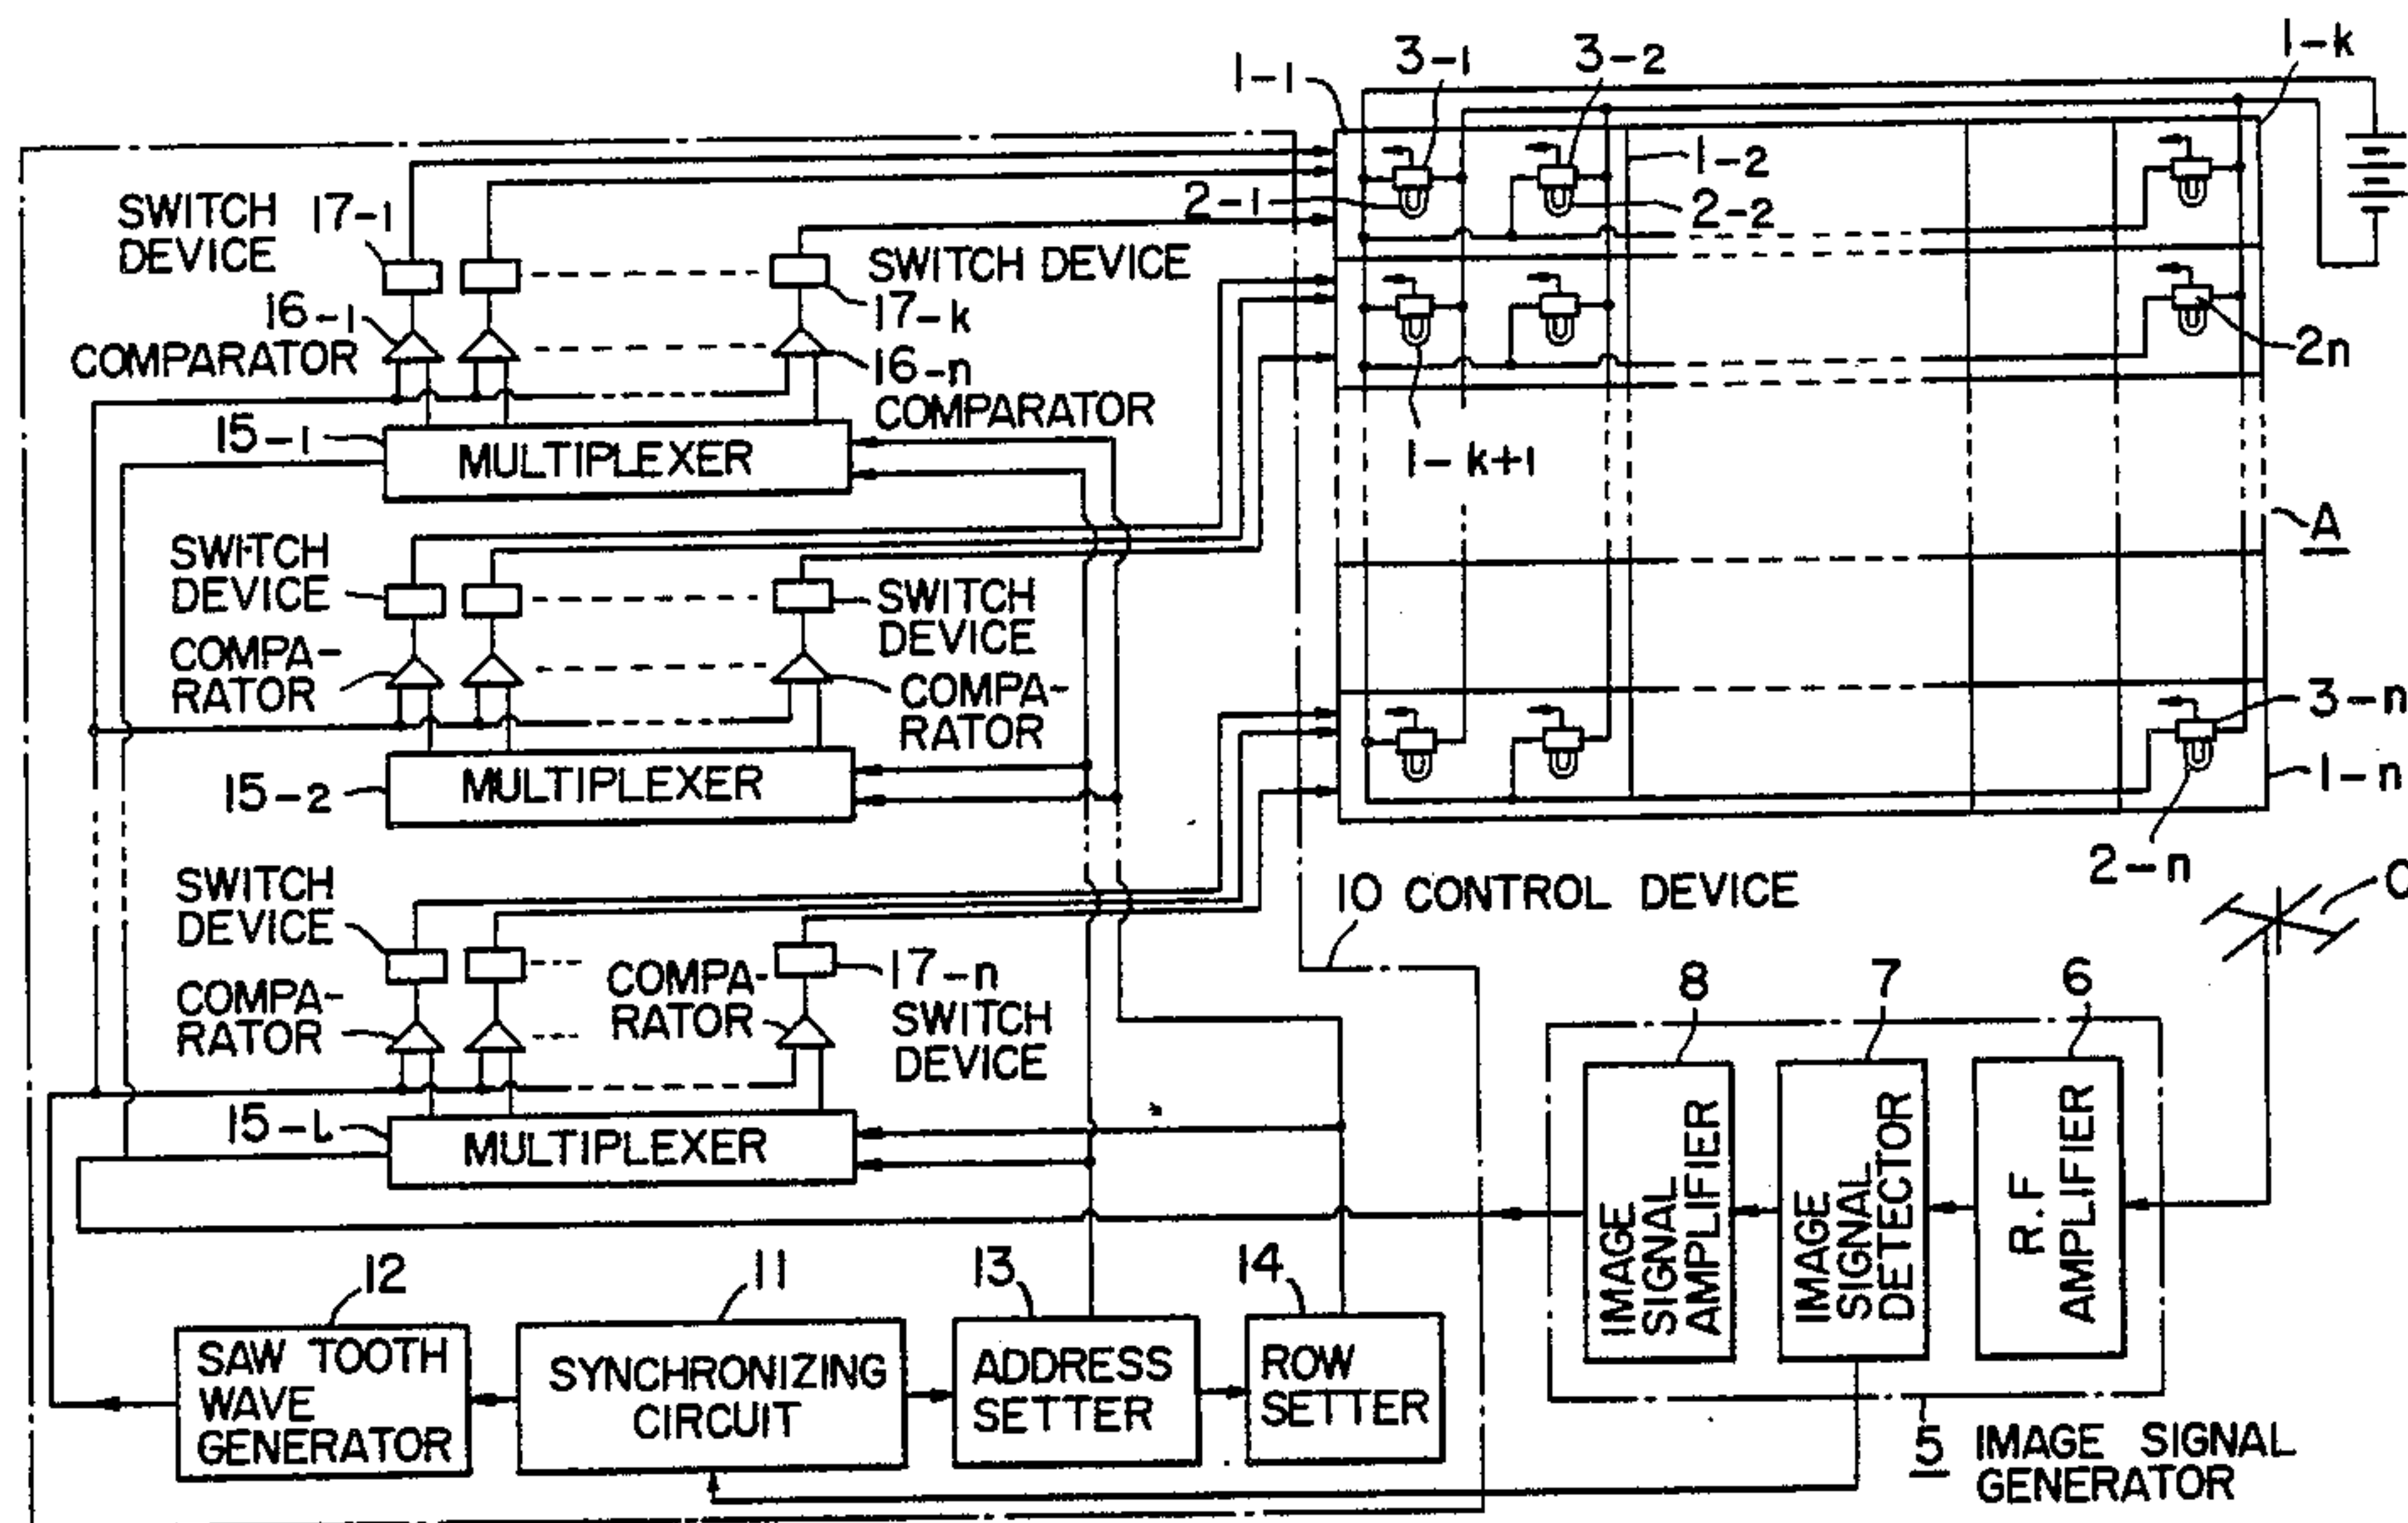 1-1
3-1
3-2
1-k
1-2
2-1
2-2
SWITCH
DEVICE
17-1
SWITCH DEVICE
17-k
16-1
COMPARATOR
16-n
COMPARATOR
2n
15-1
MULTIPLEXER
1-k+1
A
SWITCH
DEVICE
SWITCH
DEVICE
COMPA-
RATOR
COMPA-
RATOR
3-n
15-2
MULTIPLEXER
1-n
2-n
SWITCH
DEVICE
10 CONTROL DEVICE
COMPA-
RATOR
COMPA-
RATOR
17-n
SWITCH
DEVICE
8
7
6
15-L
MULTIPLEXER
IMAGE
SIGNAL
AMPLIFIER
IMAGE
SIGNAL
DETECTOR
R.F
AMPLIFIER
12
11
13
14
SAW TOOTH
WAVE
GENERATOR
SYNCHRONIZING
CIRCUIT
ADDRESS
SETTER
ROW
SETTER
5 IMAGE SIGNAL
GENERATOR